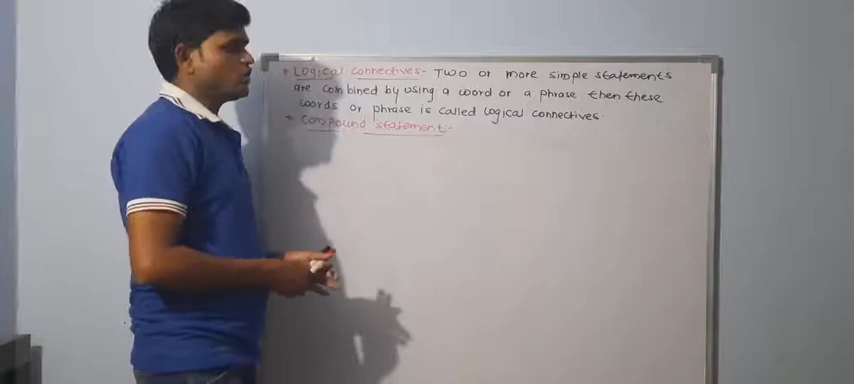 * Logical connectives- Two or more simple statements
are combined by using a word or a phrase then these
words or phrase is called logical connectives.
* Compound statement:-